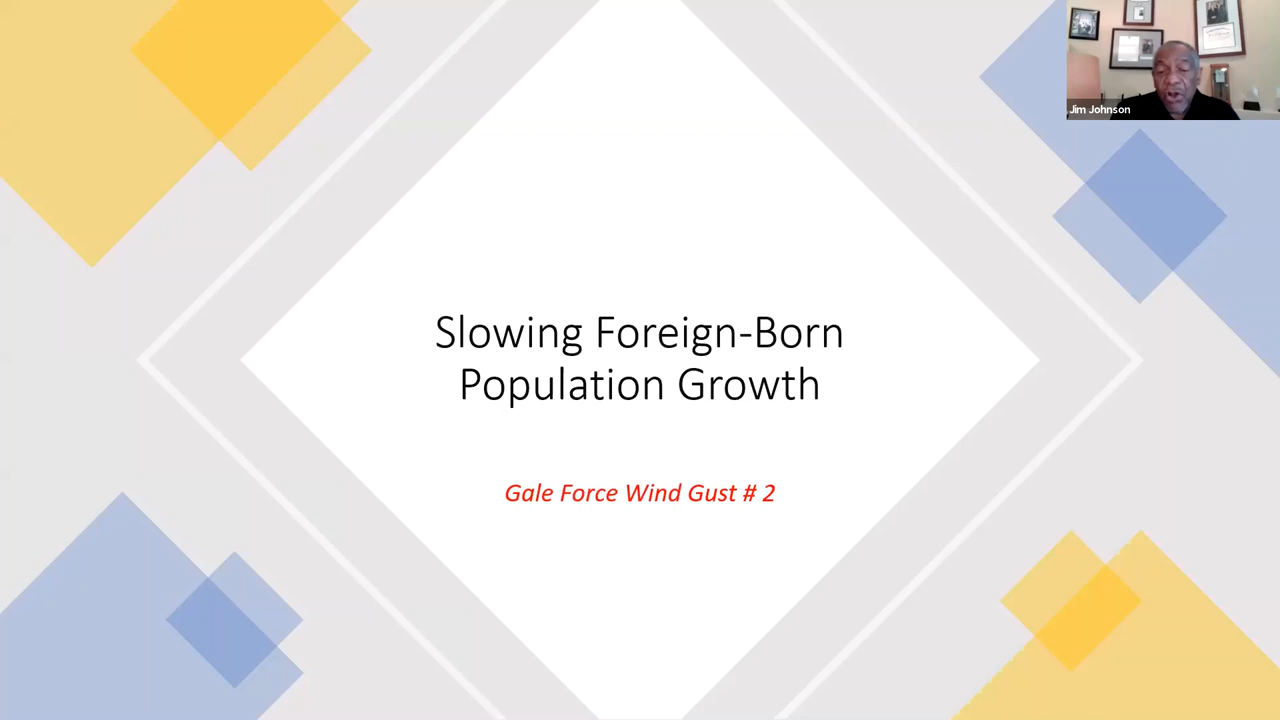 Jim Johnson
Slowing Foreign-Born
Population Growth
Gale Force Wind Gust # 2